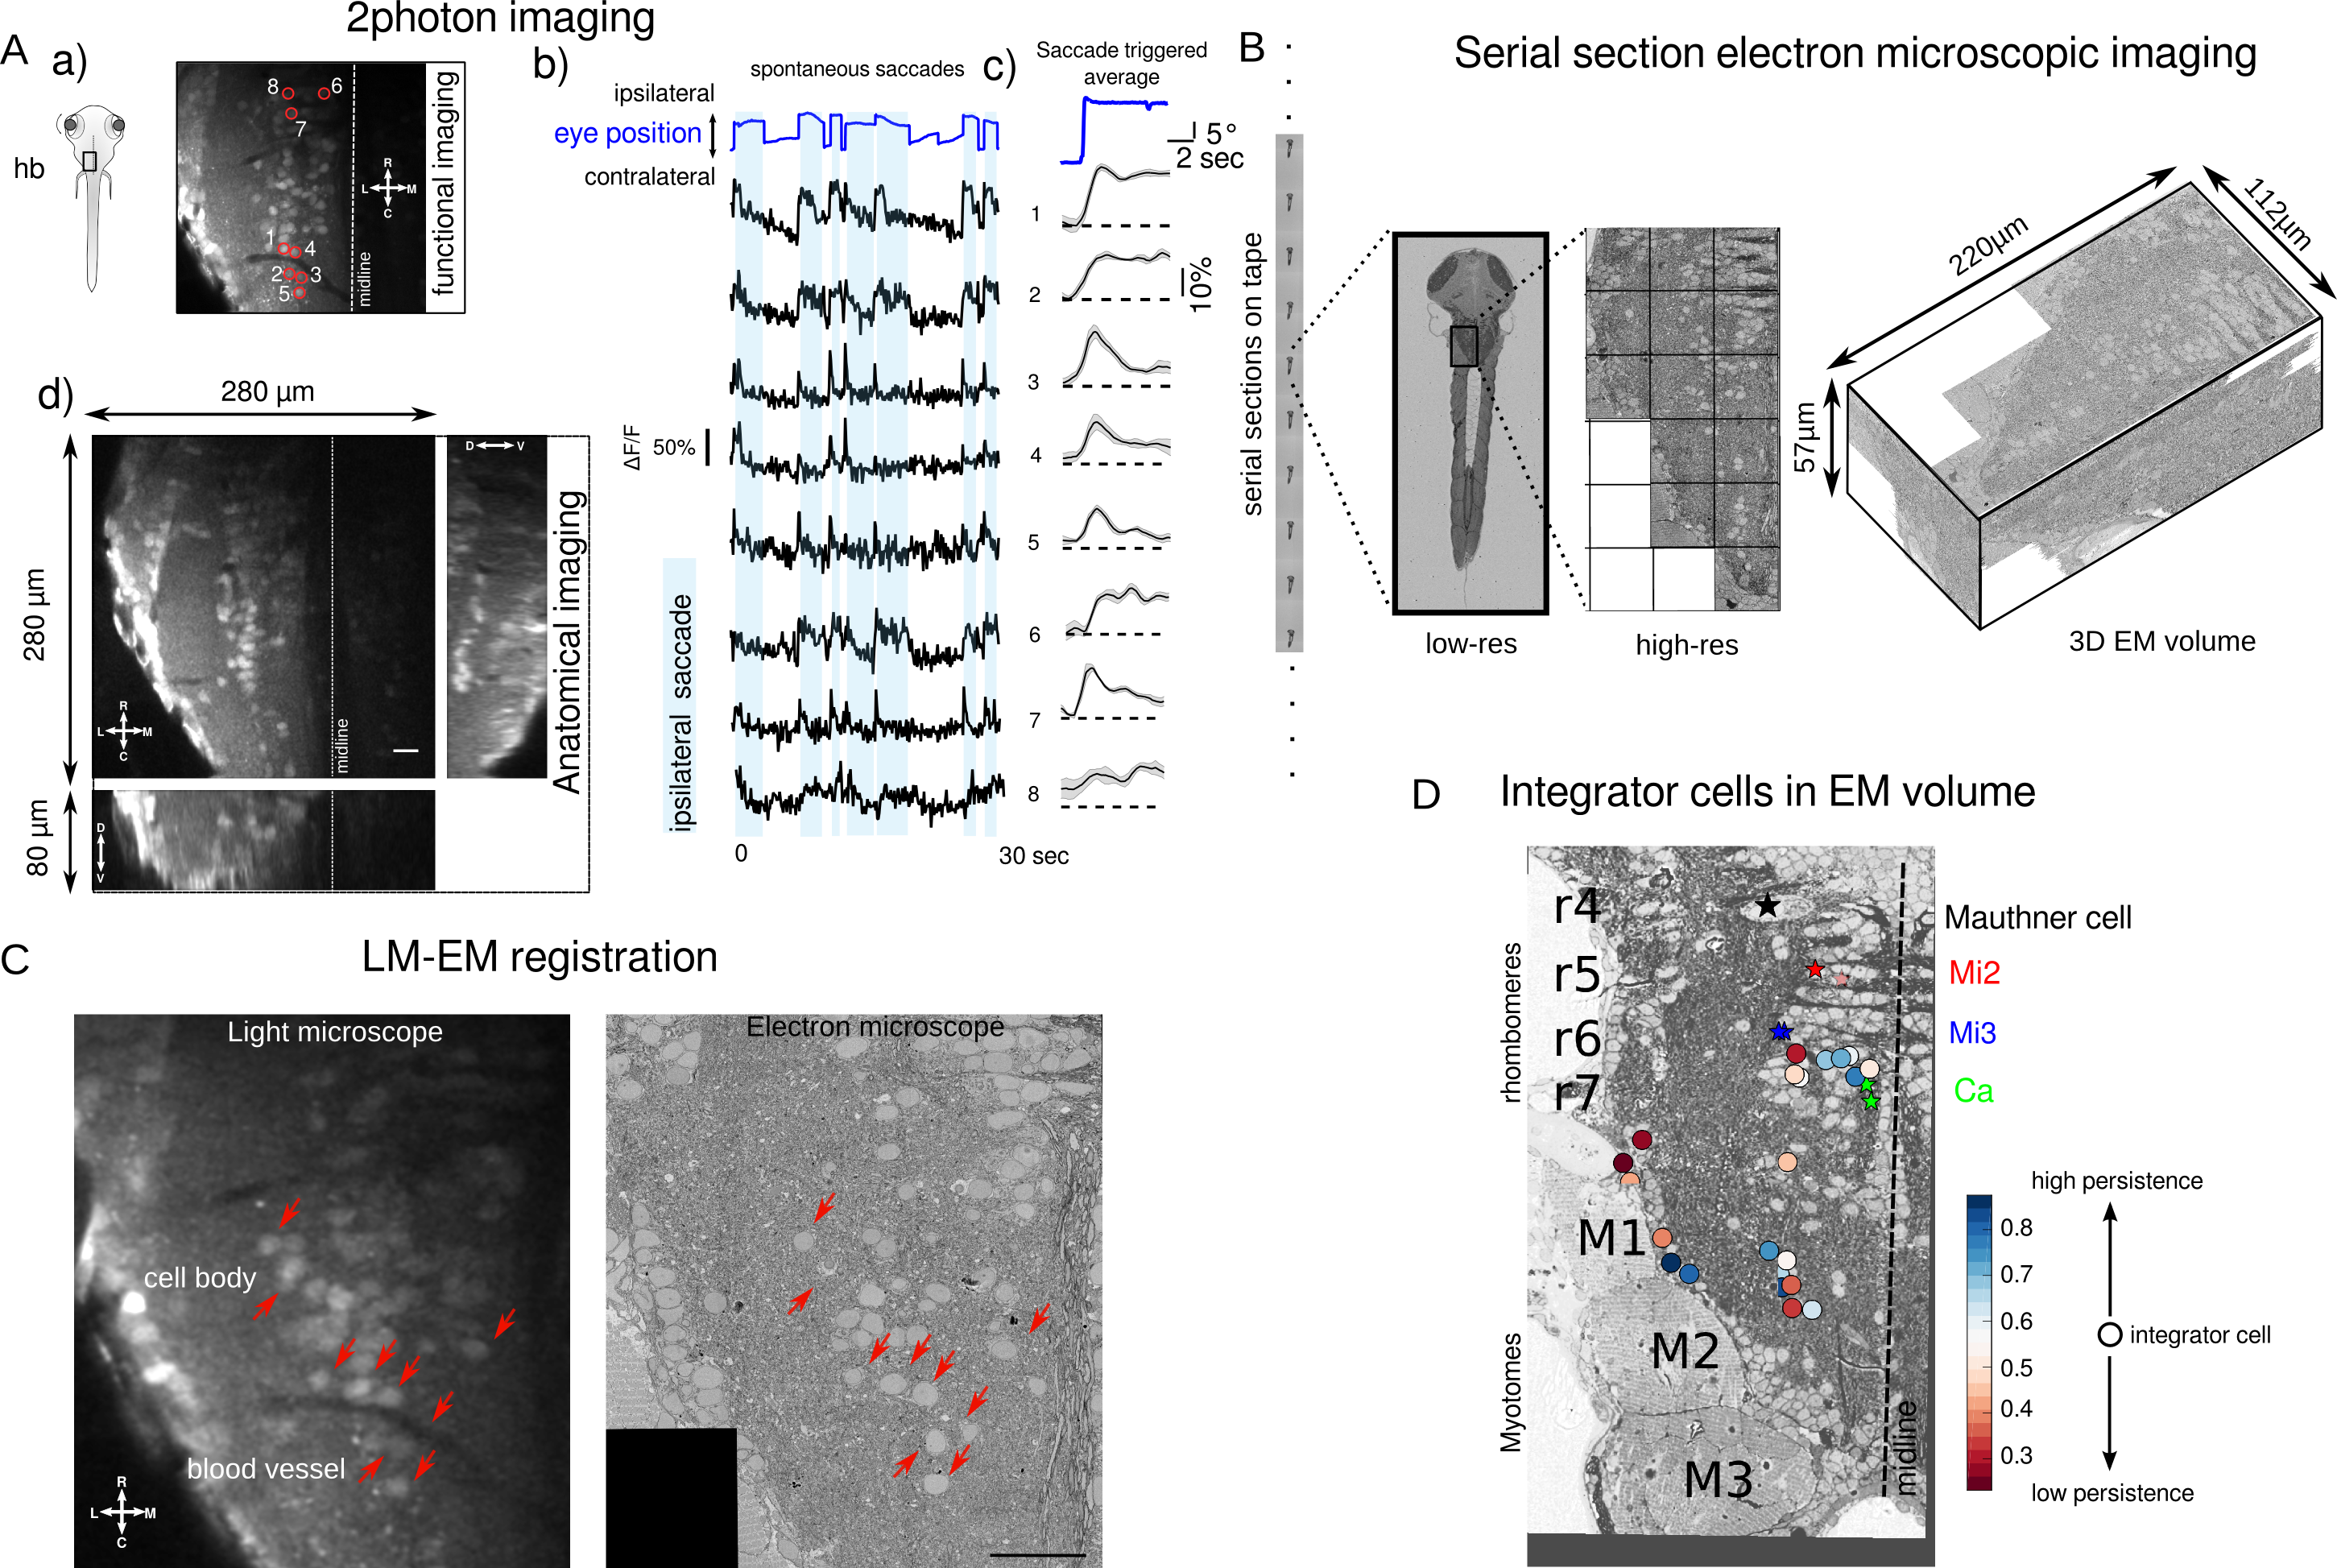 2photon imaging
A
a)
hb
8
6
7
1
4
2
3
5
R
L
M
C
midline
functional imaging
b)
spontaneous saccades
ipsilateral
eye position
contralateral
ΔF/F
50%
ipsilateral saccade
0
30 sec
c)
Saccade triggered
average
5°
2 sec
10%
1
2
3
4
5
6
7
8
d)
280 µm
280 µm
80 µm
R
L
M
C
midline
D
V
D
V
Anatomical imaging
B
Serial section electron microscopic imaging
serial sections on tape
low-res
high-res
220µm
112µm
57µm
3D EM volume
C
LM-EM registration
Light microscope
cell body
blood vessel
R
L
M
C
Electron microscope
D
Integrator cells in EM volume
r4
r5
r6
r7
rhombomeres
M1
M2
M3
Myotomes
midline
Mauthner cell
Mi2
Mi3
Ca
high persistence
0.8
0.7
0.6
0.5
0.4
0.3
integrator cell
low persistence